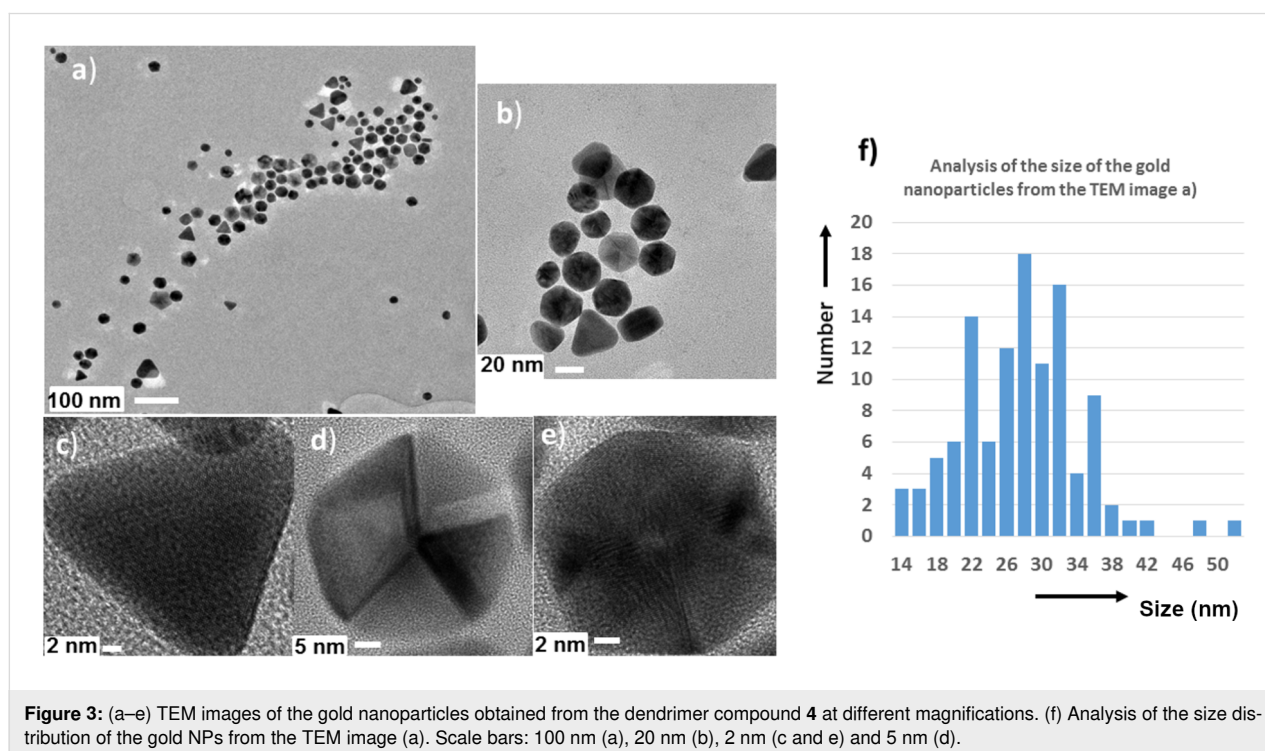 a)
100 nm
b)
20 nm
c)
2 nm
d)
5 nm
e)
2 nm
f)
Analysis of the size of the gold
nanoparticles from the TEM image a)
Number
20
18
16
14
12
10
8
6
4
2
0
14 18 22 26 30 34 38 42 46 50
Size (nm)
Figure 3: (a–e) TEM images of the gold nanoparticles obtained from the dendrimer compound 4 at different magnifications. (f) Analysis of the size dis-
tribution of the gold NPs from the TEM image (a). Scale bars: 100 nm (a), 20 nm (b), 2 nm (c and e) and 5 nm (d).